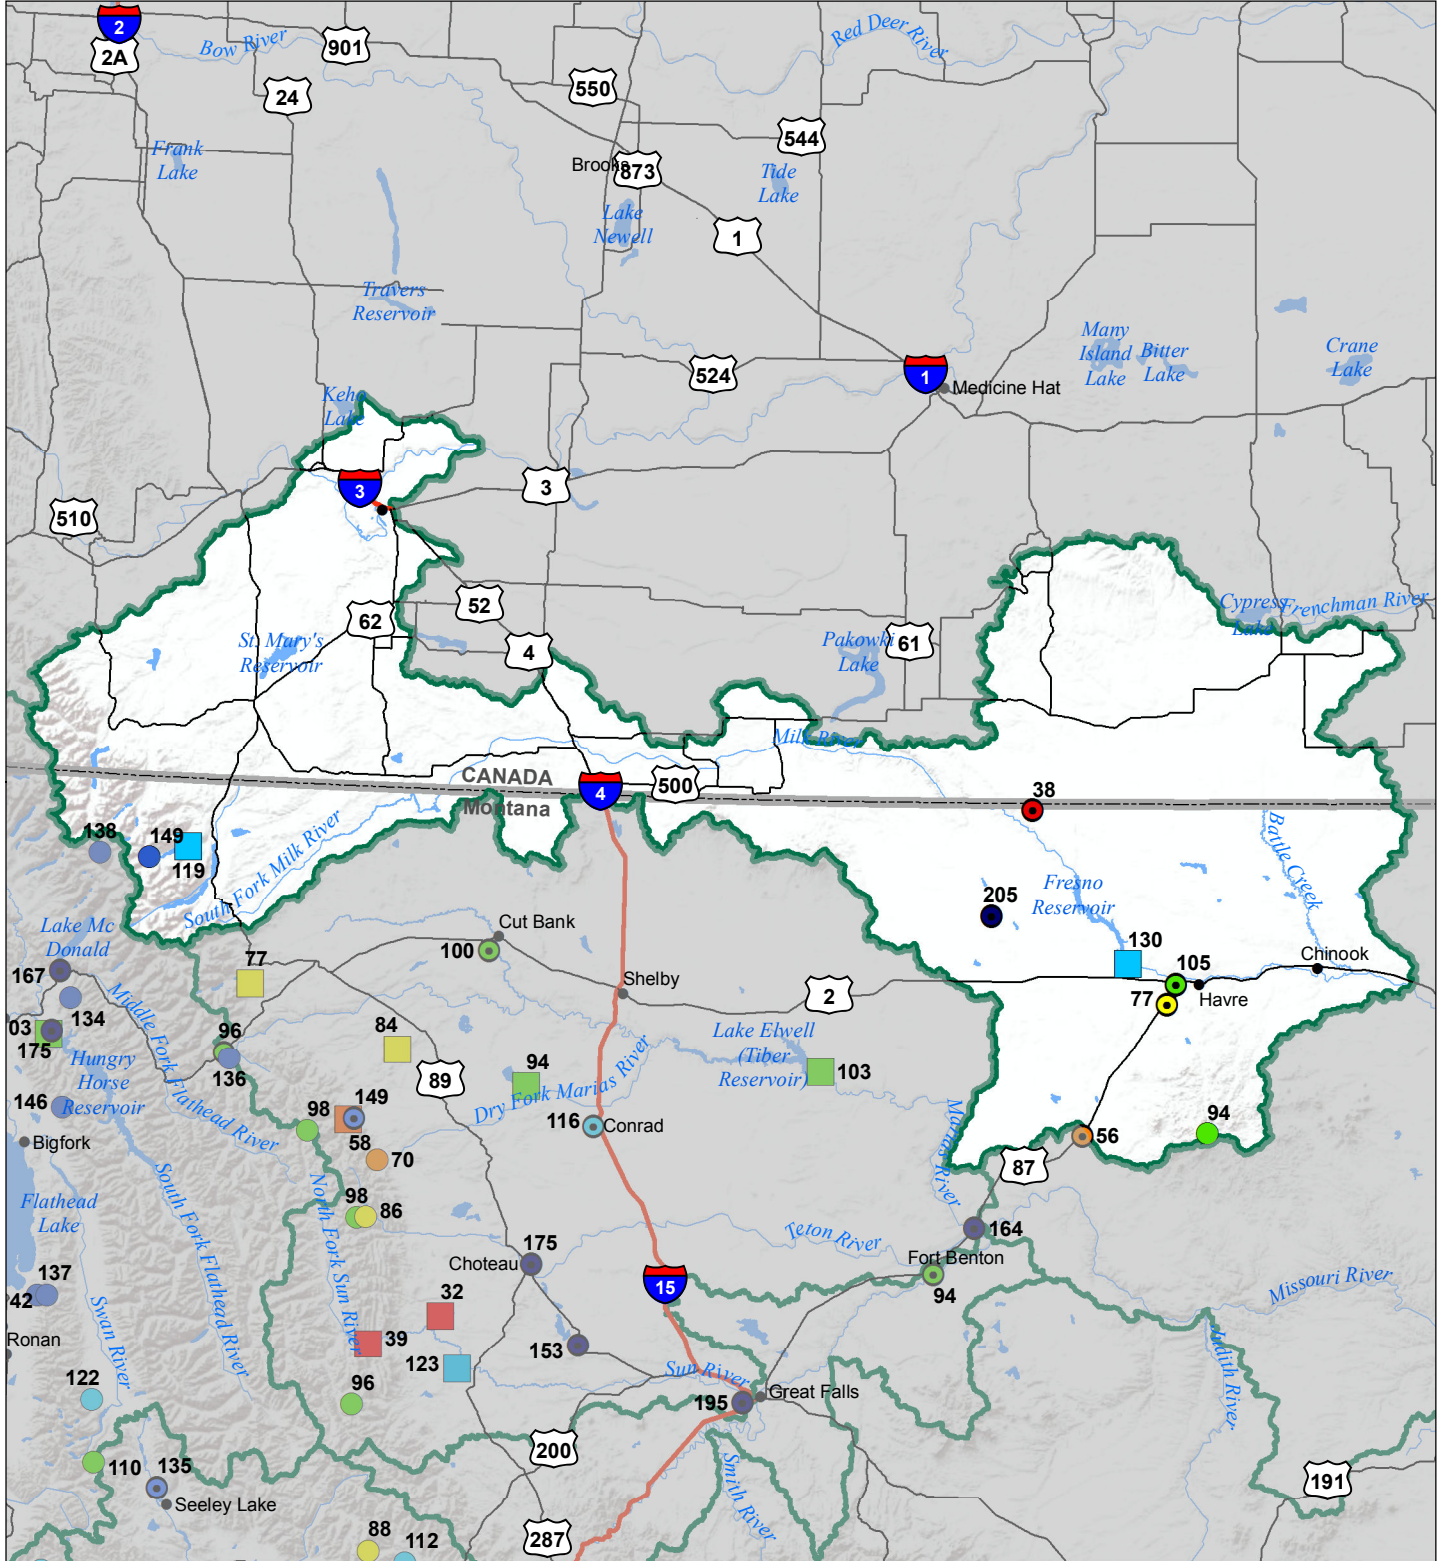 2
2A
Bow River
901
Red Deer River
24
550
544
Frank
Lake
Brooks
873
Tide
Lake
Lake
Newell
1
Travers
Reservoir
Many
Island
Lake
Bitter
Lake
Crane
Lake
524
1
Medicine Hat
Keho
Lake
3
3
510
62
52
4
St. Mary's
Reservoir
Pakowki
Lake
61
Cypress
Lake
Frenchman River
Milk River
CANADA
Montana
4
500
38
138
149
119
South Fork Milk River
Battle Creek
Fresno
Reservoir
205
Lake Mc
Donald
Cut Bank
100
130
Chinook
105
77
Havre
167
77
Shelby
2
134
03
175
Middle Fork Flathead River
96
136
84
89
94
Dry Fork Marias River
Lake Elwell
(Tiber
Reservoir)
103
Hungry
Horse
Reservoir
146
Bigfork
98
149
58
70
116
Conrad
Marias River
56
94
87
Flathead
Lake
South Fork Flathead River
North Fork Sun River
98
86
164
Teton River
Fort Benton
94
Choteau
175
15
Missouri River
137
42
Swan River
Ronan
32
39
123
153
Sun River
Judith River
122
96
195
Great Falls
200
110
135
Seeley Lake
Smith River
191
88
112
287